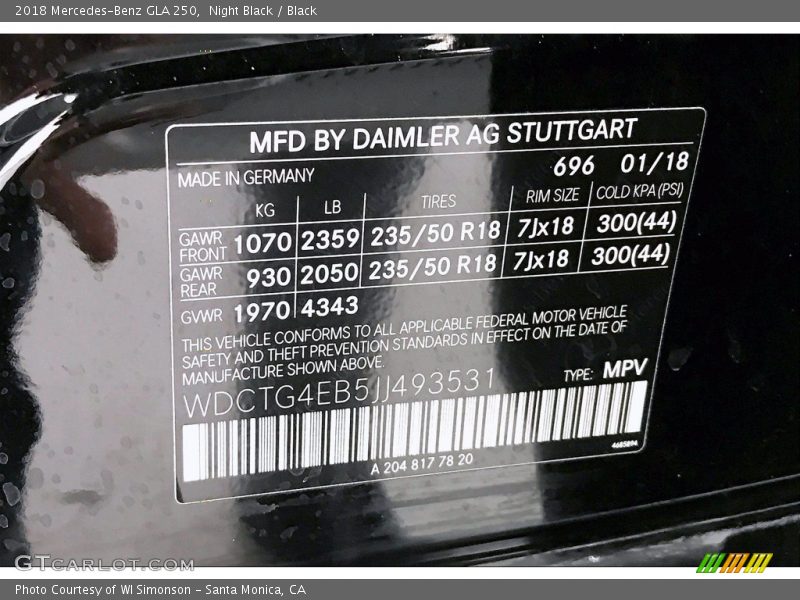 2018 Mercedes-Benz GLA 250, Night Black / Black
MFD BY DAIMLER AG STUTTGART
MADE IN GERMANY 696 01/18
KG LB TIRES RIM SIZE COLD KPA (PSI)
GAWR FRONT 1070 2359 235/50 R18 7Jx18 300(44)
GAWR REAR 930 2050 235/50 R18 7Jx18 300(44)
GWR 1970 4343
THIS VEHICLE CONFORMS TO ALL APPLICABLE FEDERAL MOTOR VEHICLE
SAFETY AND THEFT PREVENTION STANDARDS IN EFFECT ON THE DATE OF
MANUFACTURE SHOWN ABOVE.
WDCTG4EB5JJ493531 TYPE: MPV
A 204 817 78 20
GTCARLOT.COM
Photo Courtesy of WI Simonson - Santa Monica, CA